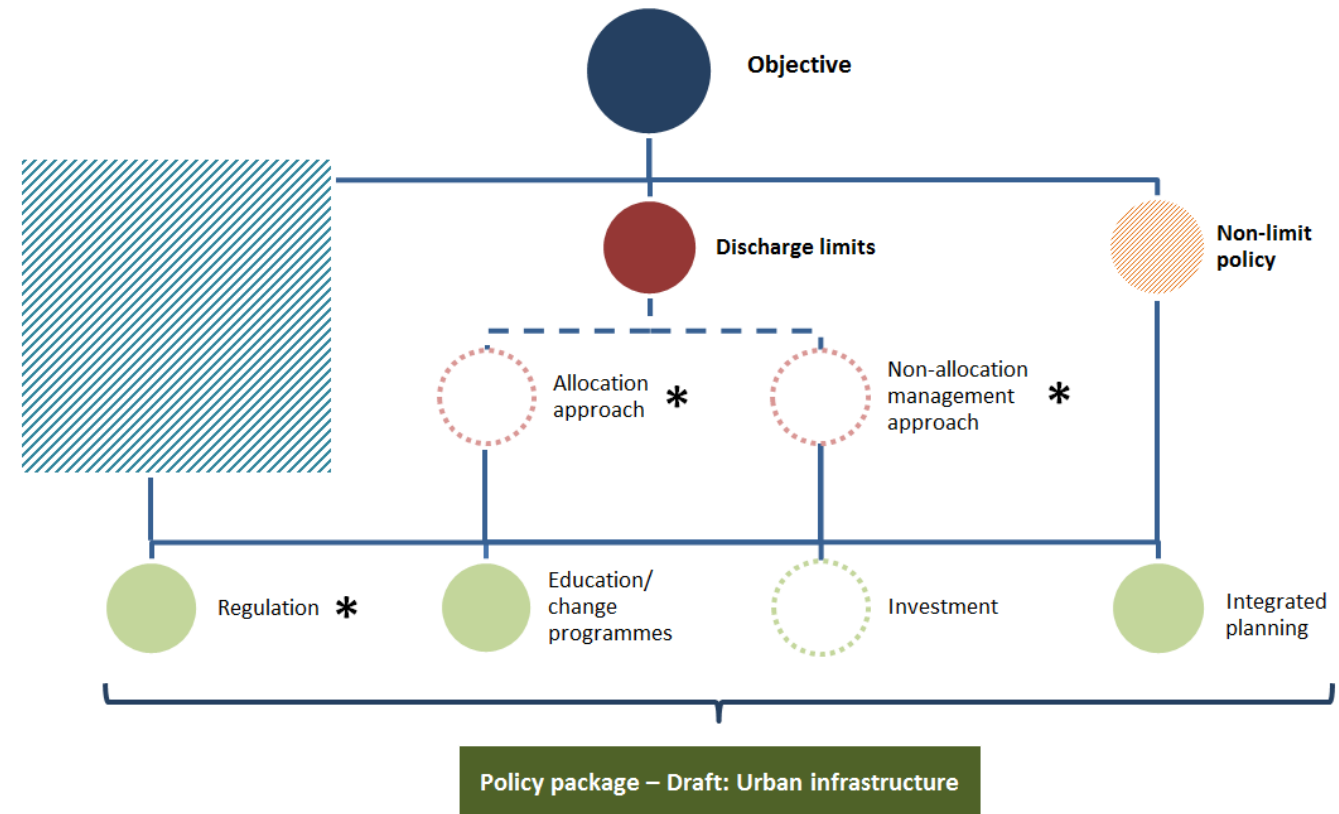 Objective
Discharge limits
Non-limit
policy
Allocation
approach *
Non-allocation
management *
approach
Regulation *
Education/
change
programmes
Investment
Integrated
planning
Policy package – Draft: Urban infrastructure